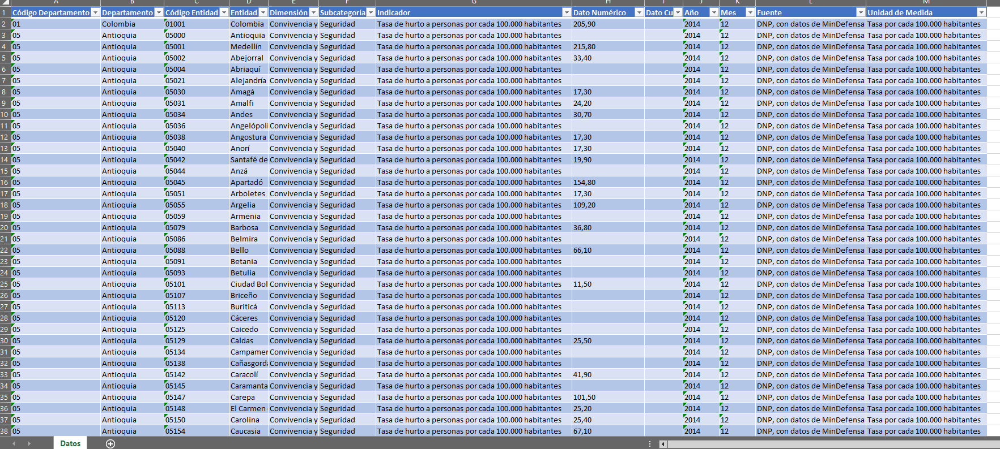 A B C D E F G H I J K L M
1 Código Departamento Departamento Código Entidad Entidad Dimensión Subcategoría Indicador Dato Numérico Dato Cu Año Mes Fuente Unidad de Medida
2 01 Colombia 01001 Colombia Convivencia y Seguridad Tasa de hurto a personas por cada 100.000 habitantes 205,90 2014 12 DNP, con datos de MinDefensa Tasa por cada 100.000 habitantes
3 05 Antioquia 05000 Antioquia Convivencia y Seguridad Tasa de hurto a personas por cada 100.000 habitantes 2014 12 DNP, con datos de MinDefensa Tasa por cada 100.000 habitantes
4 05 Antioquia 05001 Medellín Convivencia y Seguridad Tasa de hurto a personas por cada 100.000 habitantes 215,80 2014 12 DNP, con datos de MinDefensa Tasa por cada 100.000 habitantes
5 05 Antioquia 05002 Abejorral Convivencia y Seguridad Tasa de hurto a personas por cada 100.000 habitantes 33,40 2014 12 DNP, con datos de MinDefensa Tasa por cada 100.000 habitantes
6 05 Antioquia 05004 Abriaquí Convivencia y Seguridad Tasa de hurto a personas por cada 100.000 habitantes 2014 12 DNP, con datos de MinDefensa Tasa por cada 100.000 habitantes
7 05 Antioquia 05021 Alejandría Convivencia y Seguridad Tasa de hurto a personas por cada 100.000 habitantes 2014 12 DNP, con datos de MinDefensa Tasa por cada 100.000 habitantes
8 05 Antioquia 05030 Amagá Convivencia y Seguridad Tasa de hurto a personas por cada 100.000 habitantes 17,30 2014 12 DNP, con datos de MinDefensa Tasa por cada 100.000 habitantes
9 05 Antioquia 05031 Amalfi Convivencia y Seguridad Tasa de hurto a personas por cada 100.000 habitantes 24,20 2014 12 DNP, con datos de MinDefensa Tasa por cada 100.000 habitantes
10 05 Antioquia 05034 Andes Convivencia y Seguridad Tasa de hurto a personas por cada 100.000 habitantes 30,70 2014 12 DNP, con datos de MinDefensa Tasa por cada 100.000 habitantes
11 05 Antioquia 05036 Angelópoli Convivencia y Seguridad Tasa de hurto a personas por cada 100.000 habitantes 2014 12 DNP, con datos de MinDefensa Tasa por cada 100.000 habitantes
12 05 Antioquia 05038 Angostura Convivencia y Seguridad Tasa de hurto a personas por cada 100.000 habitantes 17,30 2014 12 DNP, con datos de MinDefensa Tasa por cada 100.000 habitantes
13 05 Antioquia 05040 Anorí Convivencia y Seguridad Tasa de hurto a personas por cada 100.000 habitantes 17,30 2014 12 DNP, con datos de MinDefensa Tasa por cada 100.000 habitantes
14 05 Antioquia 05042 Santafé de Convivencia y Seguridad Tasa de hurto a personas por cada 100.000 habitantes 19,90 2014 12 DNP, con datos de MinDefensa Tasa por cada 100.000 habitantes
15 05 Antioquia 05044 Anzá Convivencia y Seguridad Tasa de hurto a personas por cada 100.000 habitantes 2014 12 DNP, con datos de MinDefensa Tasa por cada 100.000 habitantes
16 05 Antioquia 05045 Apartadó Convivencia y Seguridad Tasa de hurto a personas por cada 100.000 habitantes 154,80 2014 12 DNP, con datos de MinDefensa Tasa por cada 100.000 habitantes
17 05 Antioquia 05051 Arboletes Convivencia y Seguridad Tasa de hurto a personas por cada 100.000 habitantes 17,30 2014 12 DNP, con datos de MinDefensa Tasa por cada 100.000 habitantes
18 05 Antioquia 05055 Argelia Convivencia y Seguridad Tasa de hurto a personas por cada 100.000 habitantes 109,20 2014 12 DNP, con datos de MinDefensa Tasa por cada 100.000 habitantes
19 05 Antioquia 05059 Armenia Convivencia y Seguridad Tasa de hurto a personas por cada 100.000 habitantes 2014 12 DNP, con datos de MinDefensa Tasa por cada 100.000 habitantes
20 05 Antioquia 05079 Barbosa Convivencia y Seguridad Tasa de hurto a personas por cada 100.000 habitantes 36,80 2014 12 DNP, con datos de MinDefensa Tasa por cada 100.000 habitantes
21 05 Antioquia 05086 Belmira Convivencia y Seguridad Tasa de hurto a personas por cada 100.000 habitantes 2014 12 DNP, con datos de MinDefensa Tasa por cada 100.000 habitantes
22 05 Antioquia 05088 Bello Convivencia y Seguridad Tasa de hurto a personas por cada 100.000 habitantes 66,10 2014 12 DNP, con datos de MinDefensa Tasa por cada 100.000 habitantes
23 05 Antioquia 05091 Betania Convivencia y Seguridad Tasa de hurto a personas por cada 100.000 habitantes 2014 12 DNP, con datos de MinDefensa Tasa por cada 100.000 habitantes
24 05 Antioquia 05093 Betulia Convivencia y Seguridad Tasa de hurto a personas por cada 100.000 habitantes 2014 12 DNP, con datos de MinDefensa Tasa por cada 100.000 habitantes
25 05 Antioquia 05101 Ciudad Bol Convivencia y Seguridad Tasa de hurto a personas por cada 100.000 habitantes 11,50 2014 12 DNP, con datos de MinDefensa Tasa por cada 100.000 habitantes
26 05 Antioquia 05107 Briceño Convivencia y Seguridad Tasa de hurto a personas por cada 100.000 habitantes 2014 12 DNP, con datos de MinDefensa Tasa por cada 100.000 habitantes
27 05 Antioquia 05113 Buriticá Convivencia y Seguridad Tasa de hurto a personas por cada 100.000 habitantes 2014 12 DNP, con datos de MinDefensa Tasa por cada 100.000 habitantes
28 05 Antioquia 05120 Cáceres Convivencia y Seguridad Tasa de hurto a personas por cada 100.000 habitantes 2014 12 DNP, con datos de MinDefensa Tasa por cada 100.000 habitantes
29 05 Antioquia 05125 Caicedo Convivencia y Seguridad Tasa de hurto a personas por cada 100.000 habitantes 2014 12 DNP, con datos de MinDefensa Tasa por cada 100.000 habitantes
30 05 Antioquia 05129 Caldas Convivencia y Seguridad Tasa de hurto a personas por cada 100.000 habitantes 25,50 2014 12 DNP, con datos de MinDefensa Tasa por cada 100.000 habitantes
31 05 Antioquia 05134 Campamer Convivencia y Seguridad Tasa de hurto a personas por cada 100.000 habitantes 2014 12 DNP, con datos de MinDefensa Tasa por cada 100.000 habitantes
32 05 Antioquia 05138 Cañasgorda Convivencia y Seguridad Tasa de hurto a personas por cada 100.000 habitantes 2014 12 DNP, con datos de MinDefensa Tasa por cada 100.000 habitantes
33 05 Antioquia 05142 Caracolí Convivencia y Seguridad Tasa de hurto a personas por cada 100.000 habitantes 41,90 2014 12 DNP, con datos de MinDefensa Tasa por cada 100.000 habitantes
34 05 Antioquia 05145 Caramanta Convivencia y Seguridad Tasa de hurto a personas por cada 100.000 habitantes 2014 12 DNP, con datos de MinDefensa Tasa por cada 100.000 habitantes
35 05 Antioquia 05147 Carepa Convivencia y Seguridad Tasa de hurto a personas por cada 100.000 habitantes 101,50 2014 12 DNP, con datos de MinDefensa Tasa por cada 100.000 habitantes
36 05 Antioquia 05148 El Carmen Convivencia y Seguridad Tasa de hurto a personas por cada 100.000 habitantes 25,20 2014 12 DNP, con datos de MinDefensa Tasa por cada 100.000 habitantes
37 05 Antioquia 05150 Carolina Convivencia y Seguridad Tasa de hurto a personas por cada 100.000 habitantes 25,40 2014 12 DNP, con datos de MinDefensa Tasa por cada 100.000 habitantes
38 05 Antioquia 05154 Caucasia Convivencia y Seguridad Tasa de hurto a personas por cada 100.000 habitantes 67,10 2014 12 DNP, con datos de MinDefensa Tasa por cada 100.000 habitantes
Datos